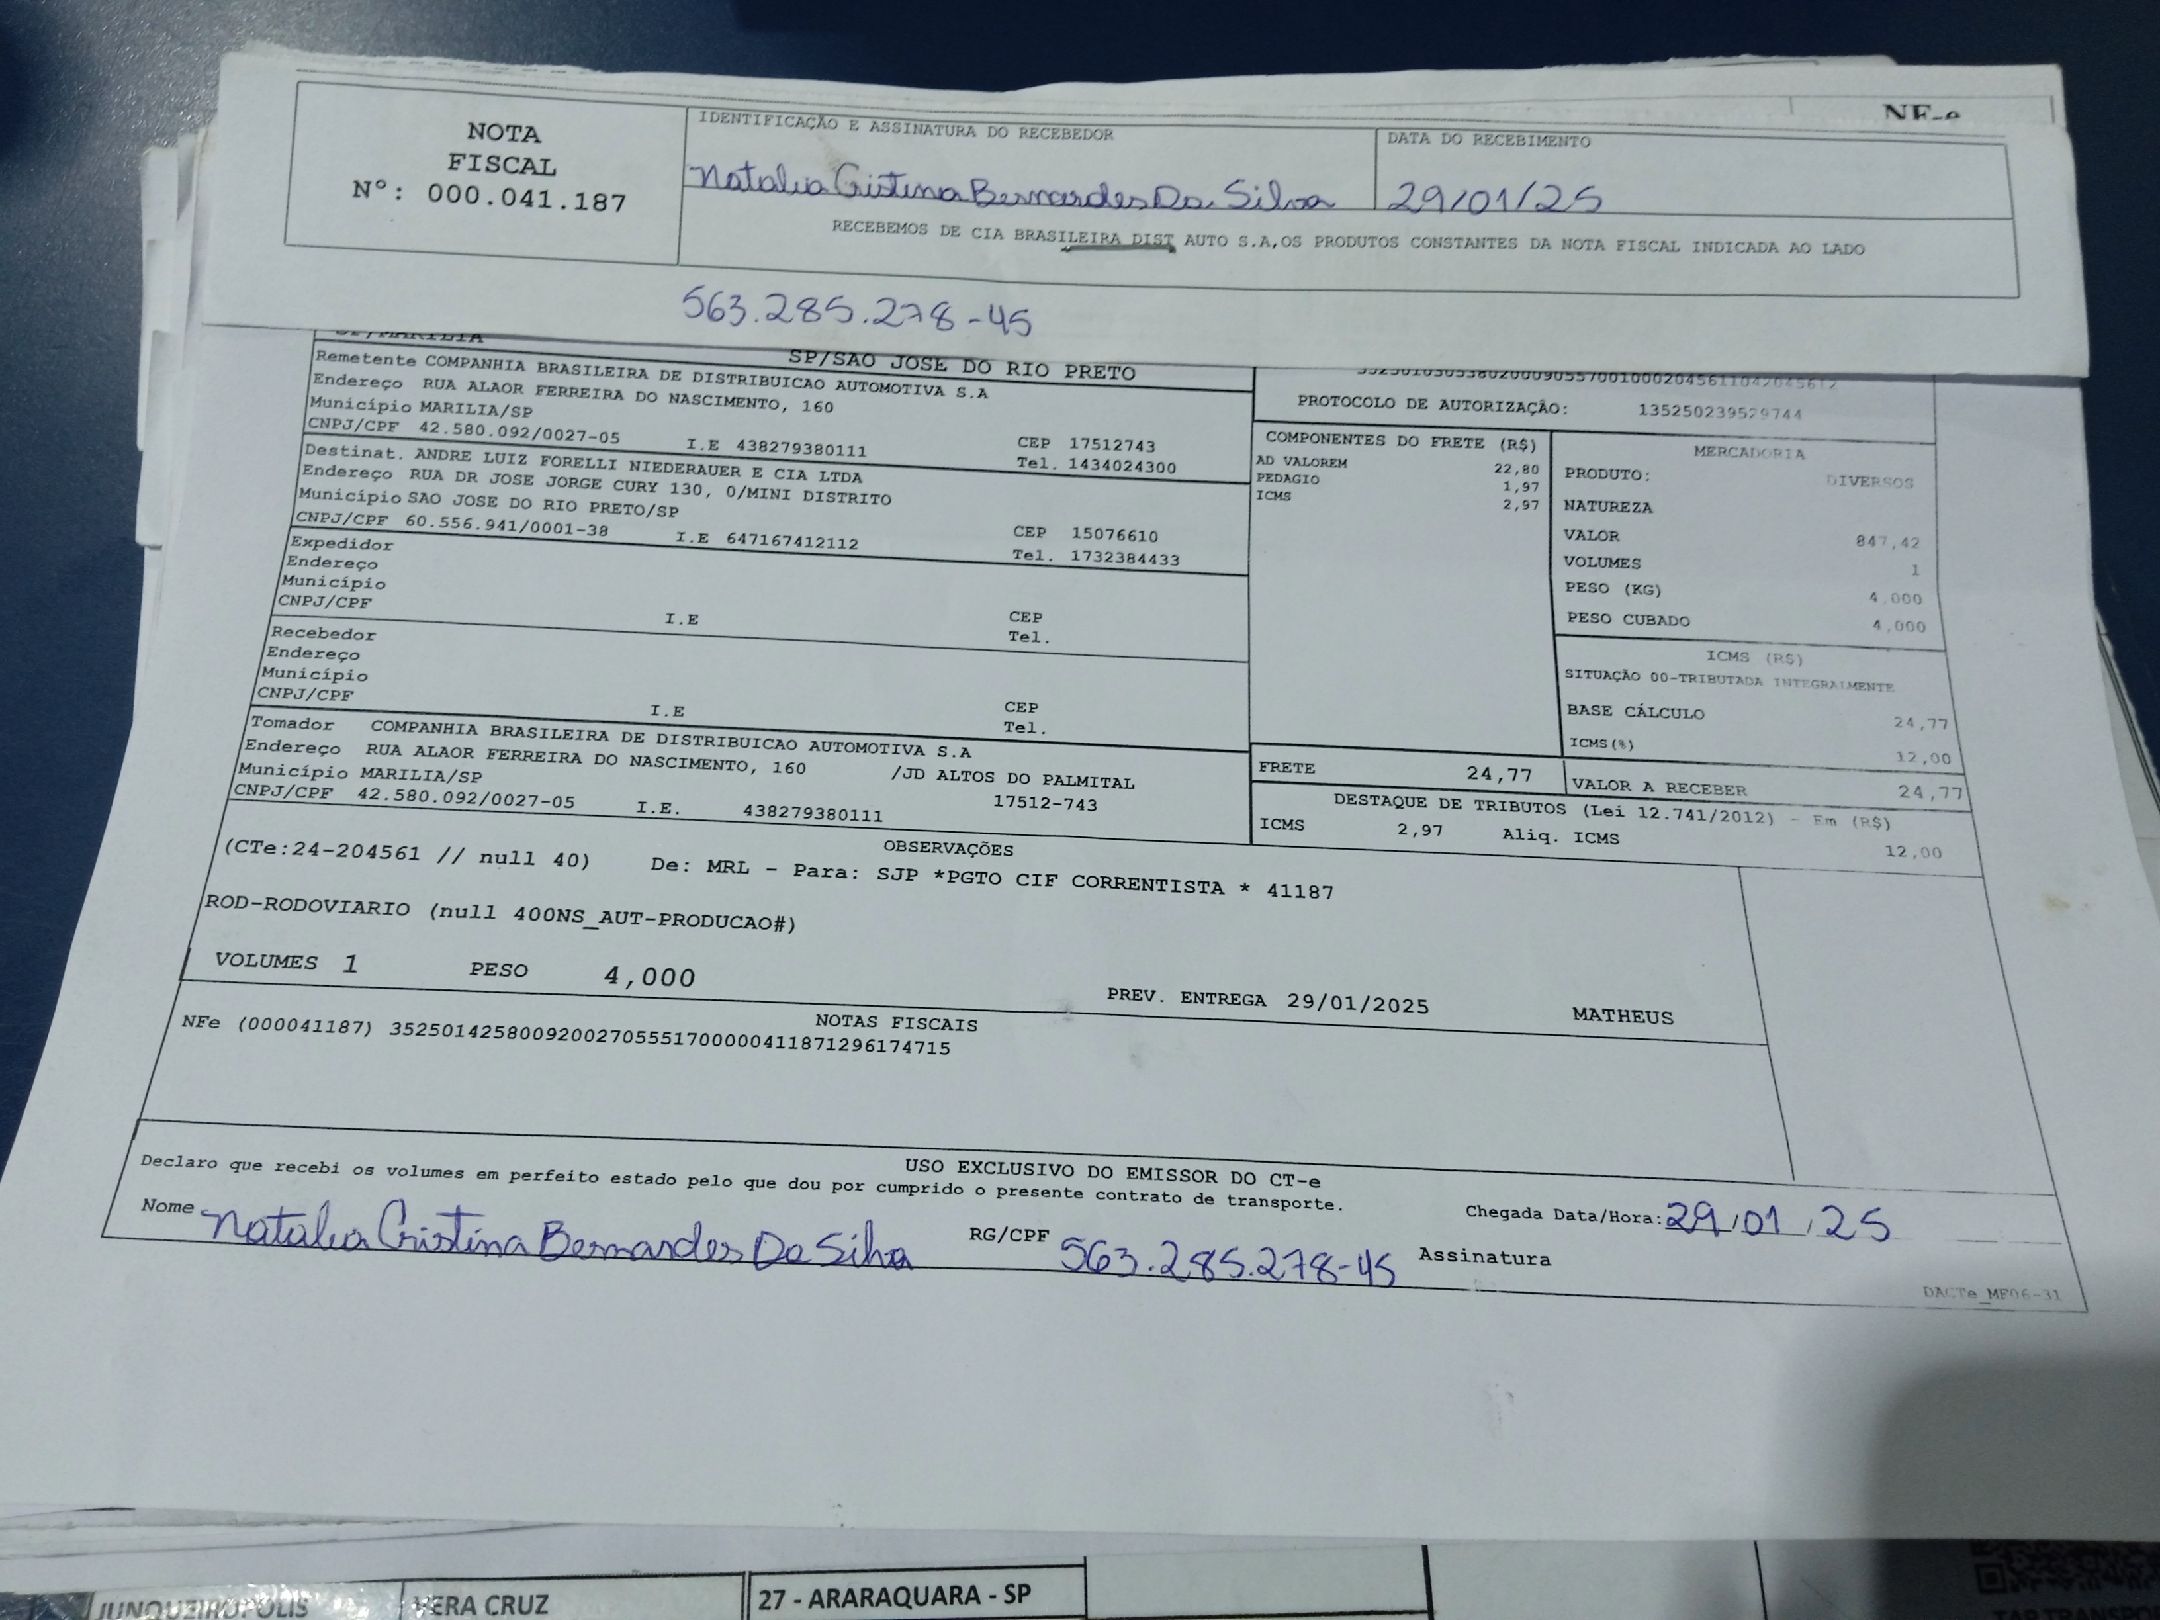 NF-e
NOTA
FISCAL
Nº: 000.041.187
IDENTIFICAÇÃO E ASSINATURA DO RECEBEDOR
Natalia Cristina Bernardes Da Silva
DATA DO RECEBIMENTO
29/01/25
RECEBEMOS DE CIA BRASILEIRA DIST AUTO S.A,OS PRODUTOS CONSTANTES DA NOTA FISCAL INDICADA AO LADO
563.285.278-45
SP/MARILIA
SP/SAO JOSE DO RIO PRETO
Remetente COMPANHIA BRASILEIRA DE DISTRIBUICAO AUTOMOTIVA S.A
Endereço RUA ALAOR FERREIRA DO NASCIMENTO, 160
Município MARILIA/SP
CNPJ/CPF 42.580.092/0027-05 I.E 438279380111
CEP 17512743
Tel. 1434024300
Destinat. ANDRE LUIZ FORELLI NIEDERAUER E CIA LTDA
Endereço RUA DR JOSE JORGE CURY 130, 0/MINI DISTRITO
Município SAO JOSE DO RIO PRETO/SP
CNPJ/CPF 60.556.941/0001-38 I.E 647167412112
CEP 15076610
Tel. 1732384433
Expedidor
Endereço
Município
CNPJ/CPF
I.E
CEP
Tel.
Recebedor
Endereço
Município
CNPJ/CPF
I.E
CEP
Tel.
Tomador COMPANHIA BRASILEIRA DE DISTRIBUICAO AUTOMOTIVA S.A
Endereço RUA ALAOR FERREIRA DO NASCIMENTO, 160 /JD ALTOS DO PALMITAL
Município MARILIA/SP 17512-743
CNPJ/CPF 42.580.092/0027-05 I.E. 438279380111
PROTOCOLO DE AUTORIZAÇÃO: 135250239529744
COMPONENTES DO FRETE (R$)
AD VALOREM 22,80
PEDAGIO 1,97
ICMS 2,97
MERCADORIA
PRODUTO: DIVERSOS
NATUREZA
VALOR 847,42
VOLUMES 1
PESO (KG) 4,000
PESO CUBADO 4,000
ICMS (R$)
SITUAÇÃO 00-TRIBUTADA INTEGRALMENTE
BASE CÁLCULO 24,77
ICMS(%) 12,00
FRETE 24,77
VALOR A RECEBER 24,77
DESTAQUE DE TRIBUTOS (Lei 12.741/2012) - Em (R$)
ICMS 2,97 Aliq. ICMS 12,00
OBSERVAÇÕES
(CTe:24-204561 // null 40) De: MRL - Para: SJP *PGTO CIF CORRENTISTA * 41187
ROD-RODOVIARIO (null 400NS_AUT-PRODUCAO#)
VOLUMES 1 PESO 4,000 PREV. ENTREGA 29/01/2025 MATHEUS
NOTAS FISCAIS
NFe (000041187) 35250142580092002705551700000411871296174715
USO EXCLUSIVO DO EMISSOR DO CT-e
Declaro que recebi os volumes em perfeito estado pelo que dou por cumprido o presente contrato de transporte.
Chegada Data/Hora: 29/01/25
Nome Natalia Cristina Bernardes Da Silva RG/CPF 563.285.278-45 Assinatura
DACTe_MF06-31
JUNQUEIROPOLIS
VERA CRUZ
27 - ARARAQUARA - SP